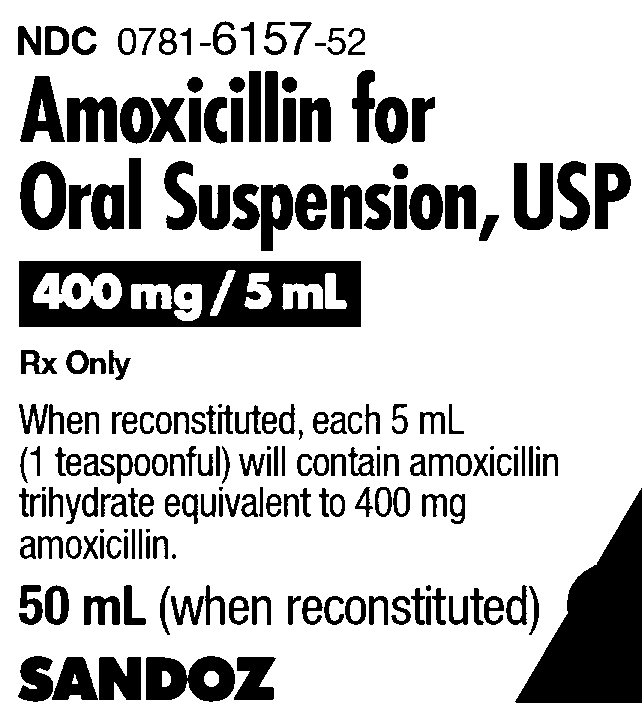 NDC 0781-6157-52
Amoxicillin for
Oral Suspension, USP
400 mg / 5 mL
Rx Only
When reconstituted, each 5 mL
(1 teaspoonful) will contain amoxicillin
trihydrate equivalent to 400 mg
amoxicillin.
50 mL (when reconstituted)
SANDOZ